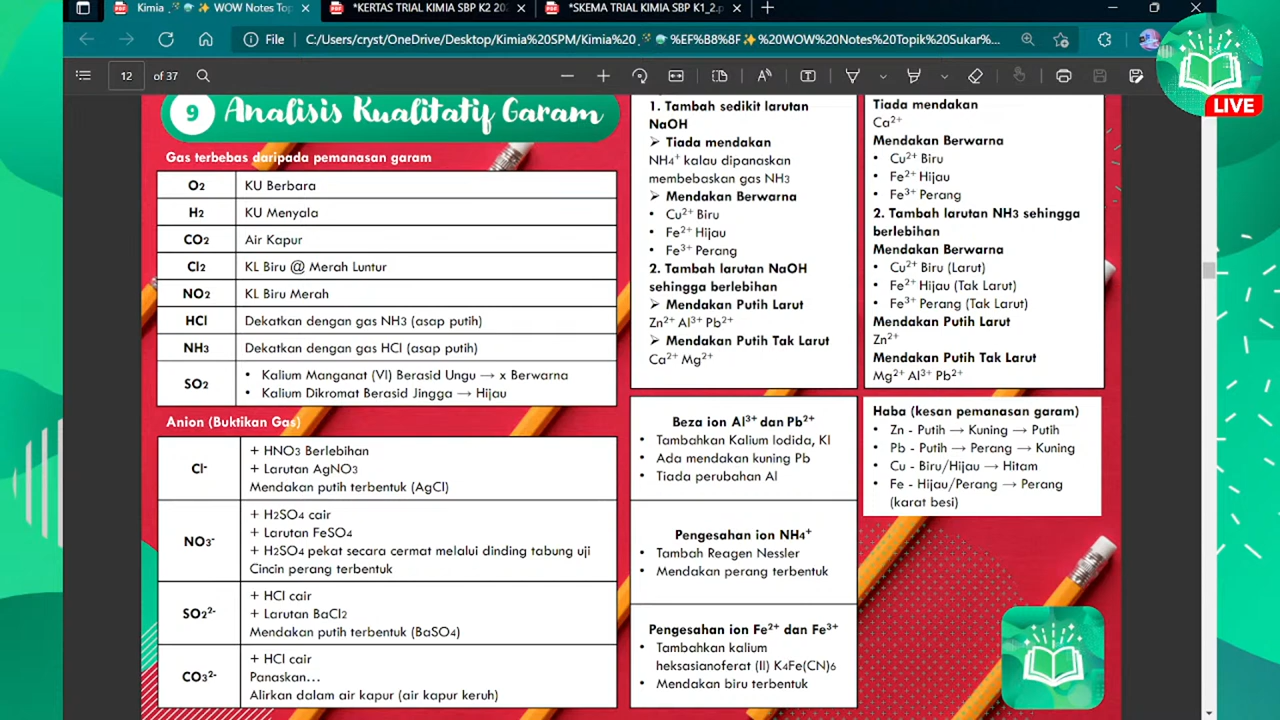 Kimia
WOW Notes Top
*KERTAS TRIAL KIMIA SBP K2 202
*SKEMA TRIAL KIMIA SBP K1_2.p
File
C:/Users/cryst/OneDrive/Desktop/Kimia%20SPM/Kimia%20
%EF%B8%8F
%20WOW%20Notes%20Topik%20Sukar%...
LIVE
12 of 37
9 Analisis Kualitatif Garam
Gas terbebas daripada pemanasan garam
O2 KU Berbara
H2 KU Menyala
CO2 Air Kapur
Cl2 KL Biru @ Merah Luntur
NO2 KL Biru Merah
HCl Dekatkan dengan gas NH3 (asap putih)
NH3 Dekatkan dengan gas HCl (asap putih)
SO2
• Kalium Manganat (VI) Berasid Ungu → x Berwarna
• Kalium Dikromat Berasid Jingga → Hijau
Anion (Buktikan Gas)
Cl⁻
+ HNO3 Berlebihan
+ Larutan AgNO3
Mendakan putih terbentuk (AgCl)
NO3⁻
+ H2SO4 cair
+ Larutan FeSO4
+ H2SO4 pekat secara cermat melalui dinding tabung uji
Cincin perang terbentuk
SO2²⁻
+ HCl cair
+ Larutan BaCl2
Mendakan putih terbentuk (BaSO4)
CO3²⁻
+ HCl cair
Panaskan...
Alirkan dalam air kapur (air kapur keruh)
1. Tambah sedikit larutan
NaOH
➢ Tiada mendakan
NH4⁺ kalau dipanaskan
membebaskan gas NH3
➢ Mendakan Berwarna
• Cu²⁺ Biru
• Fe²⁺ Hijau
• Fe³⁺ Perang
2. Tambah larutan NaOH
sehingga berlebihan
➢ Mendakan Putih Larut
Zn²⁺ Al³⁺ Pb²⁺
➢ Mendakan Putih Tak Larut
Ca²⁺ Mg²⁺
Tiada mendakan
Ca²⁺
Mendakan Berwarna
• Cu²⁺ Biru
• Fe²⁺ Hijau
• Fe³⁺ Perang
2. Tambah larutan NH3 sehingga
berlebihan
Mendakan Berwarna
• Cu²⁺ Biru (Larut)
• Fe²⁺ Hijau (Tak Larut)
• Fe³⁺ Perang (Tak Larut)
Mendakan Putih Larut
Zn²⁺
Mendakan Putih Tak Larut
Mg²⁺ Al³⁺ Pb²⁺
Beza ion Al³⁺ dan Pb²⁺
• Tambahkan Kalium Iodida, KI
• Ada mendakan kuning Pb
• Tiada perubahan Al
Pengesahan ion NH4⁺
• Tambah Reagen Nessler
• Mendakan perang terbentuk
Pengesahan ion Fe²⁺ dan Fe³⁺
• Tambahkan kalium
heksasianoferat (II) K4Fe(CN)6
• Mendakan biru terbentuk
Haba (kesan pemanasan garam)
• Zn - Putih → Kuning → Putih
• Pb - Putih → Perang → Kuning
• Cu - Biru/Hijau → Hitam
• Fe - Hijau/Perang → Perang
(karat besi)